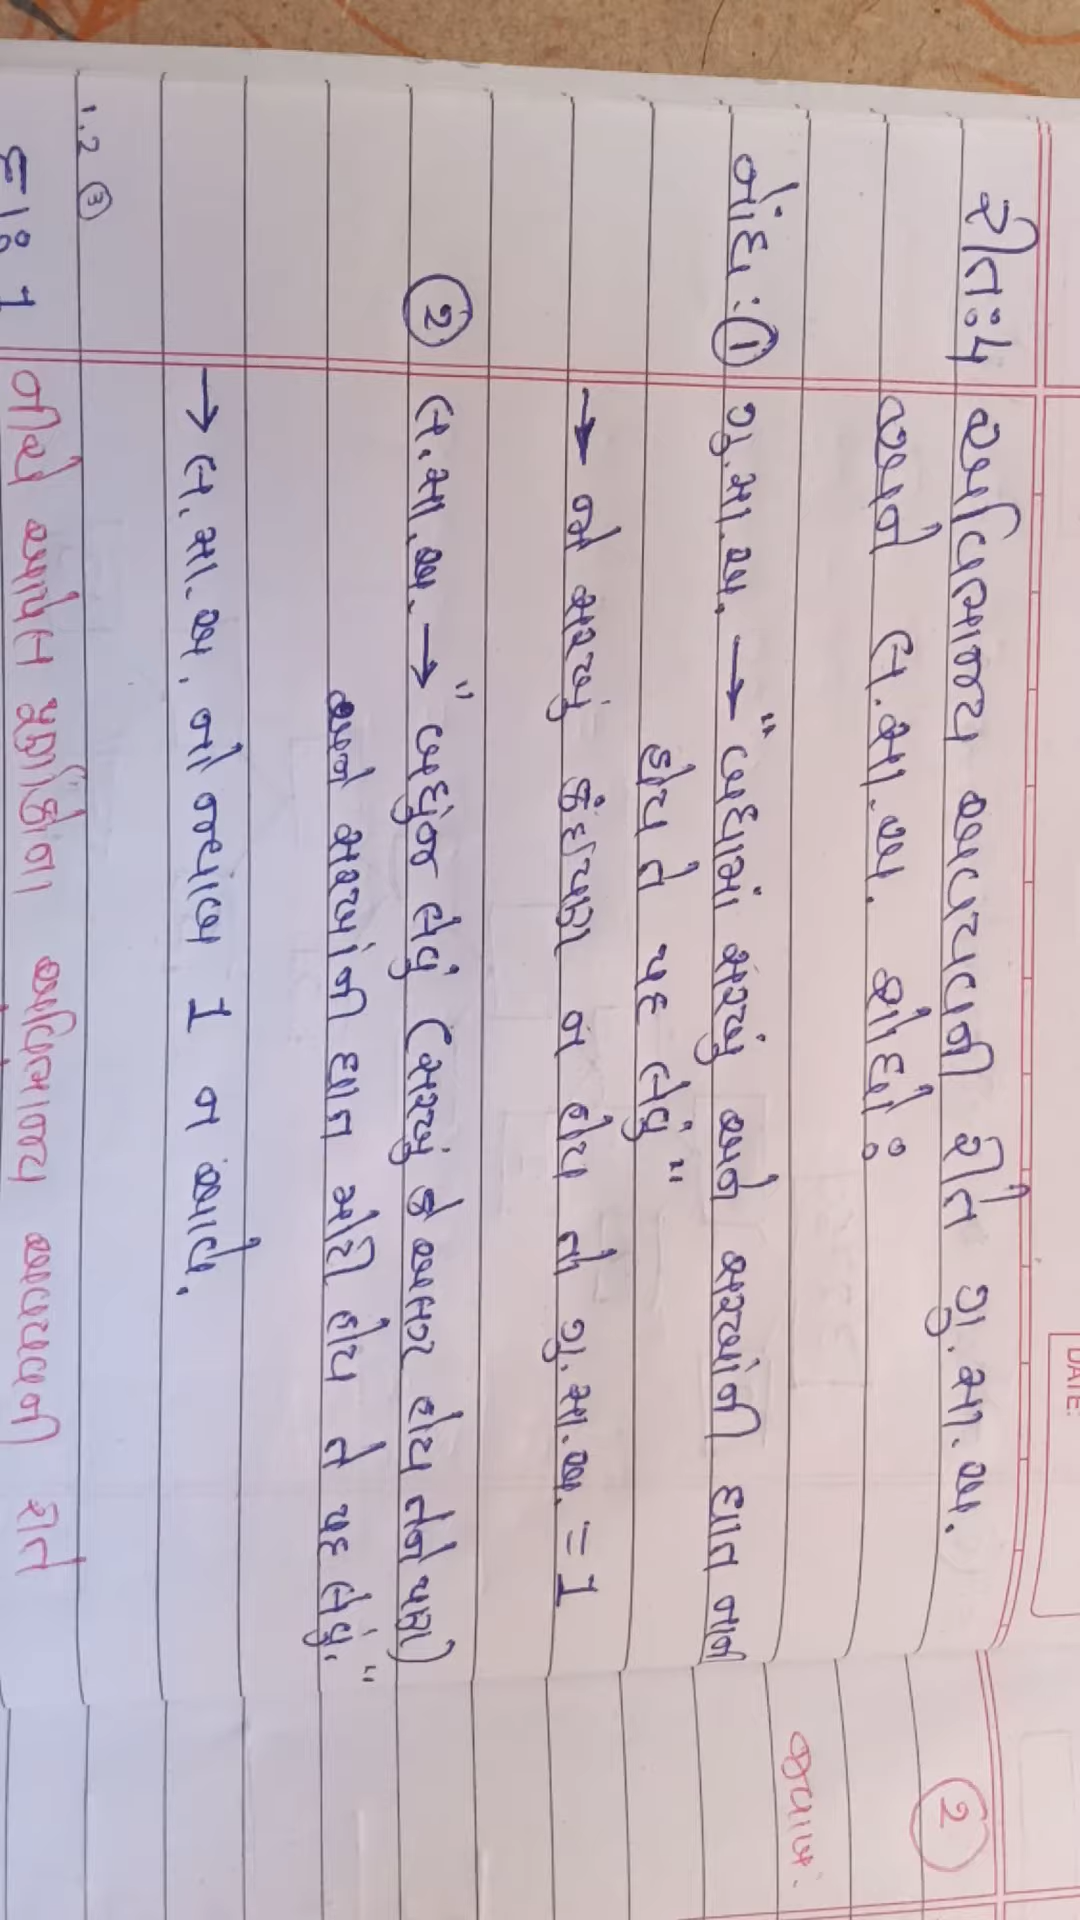 DATE:
રીત:4 અવિભાજ્ય અવયવની રીતે ગુ.સા.અ.
અને લ.સા.અ. શોધો:
2
જવાબ:
નોંધ: ① ગુ.સા.અ. → "બધામાં સરખું અને સરખાંની ઘાત નાની
હોય તે પદ લેવું"
→ જો સરખું કંઈપણ ન હોય તો ગુ.સા.અ. = 1
② લ.સા.અ. → "બધુંજ લેવું (સરખું કે અલગ હોય તેને પણ)
અને સરખાંની ઘાત મોટી હોય તે પદ લેવું."
→ લ.સા.અ. નો જવાબ 1 ન આવે.
1.2 ③
દા: 1 નીચે આપેલ પૂર્ણાંકોના અવિભાજ્ય અવયવની રીતે